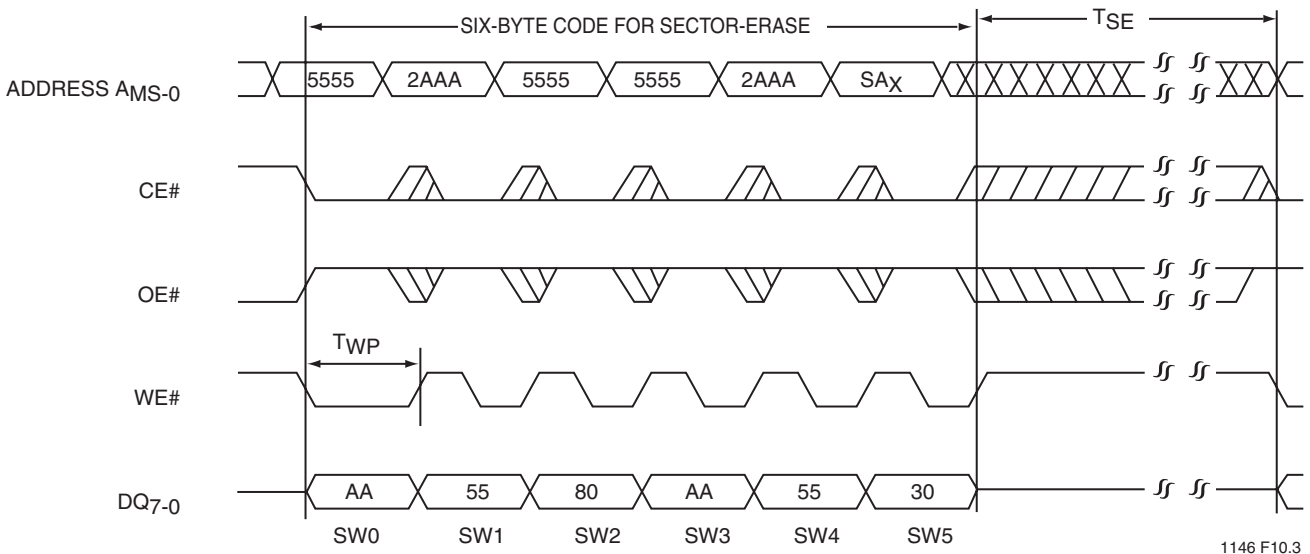 SIX-BYTE CODE FOR SECTOR-ERASE
TSE
ADDRESS AMS-0
5555 2AAA 5555 5555 2AAA SAX
CE#
OE#
TWP
WE#
DQ7-0
AA 55 80 AA 55 30
SW0 SW1 SW2 SW3 SW4 SW5
1146 F10.3